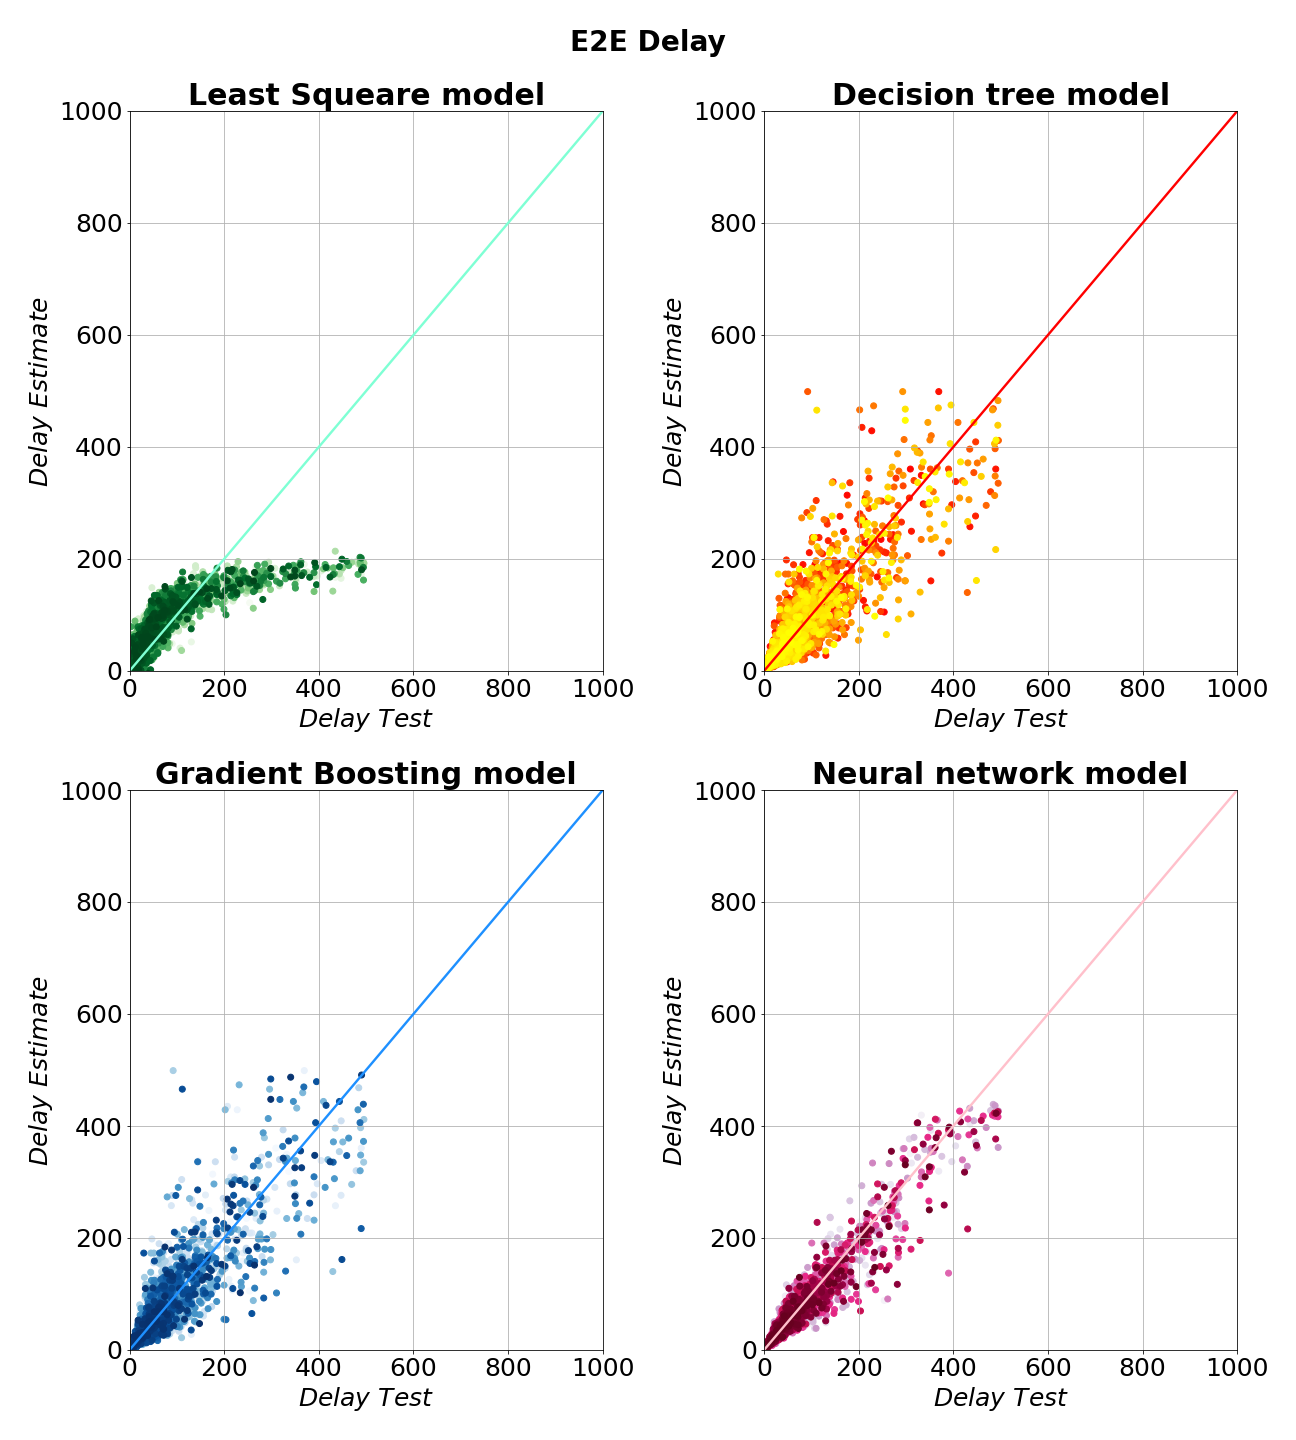 E2E Delay
Least Squeare model
Decision tree model
1000
800
600
400
200
0
Delay Estimate
0 200 400 600 800 1000
Delay Test
1000
800
600
400
200
0
Delay Estimate
0 200 400 600 800 1000
Delay Test
Gradient Boosting model
Neural network model
1000
800
600
400
200
0
Delay Estimate
0 200 400 600 800 1000
Delay Test
1000
800
600
400
200
0
Delay Estimate
0 200 400 600 800 1000
Delay Test